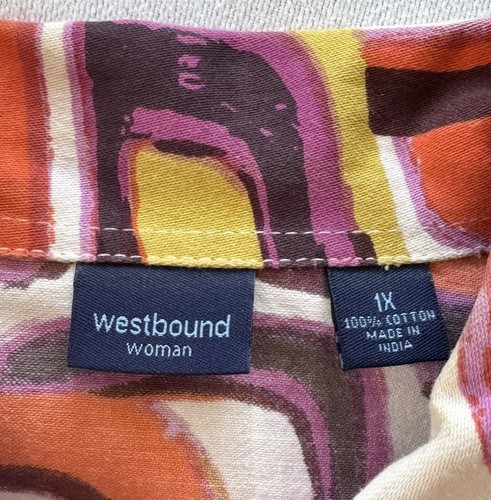 westbound
woman
1X
100% COTTON
MADE IN
INDIA